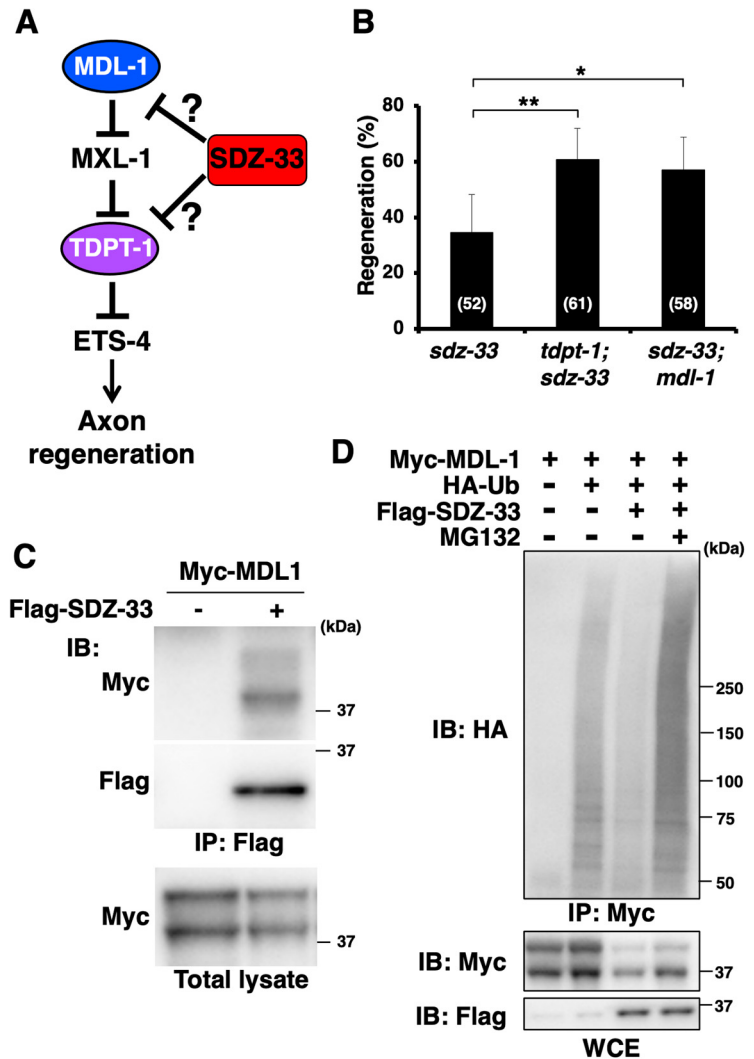 A
MDL-1
?
MXL-1
SDZ-33
?
TDPT-1
ETS-4
Axon
regeneration
B
*
**
Regeneration (%)
80
60
40
20
0
(52) (61) (58)
sdz-33 tdpt-1; sdz-33;
sdz-33 mdl-1
C
Myc-MDL1
Flag-SDZ-33 - +
(kDa)
IB:
Myc
37
37
Flag
IP: Flag
Myc
37
Total lysate
D
Myc-MDL-1 + + + +
HA-Ub - + + +
Flag-SDZ-33 - - + +
MG132 - - - +
(kDa)
250
IB: HA
150
100
75
50
IP: Myc
IB: Myc
37
37
IB: Flag
WCE